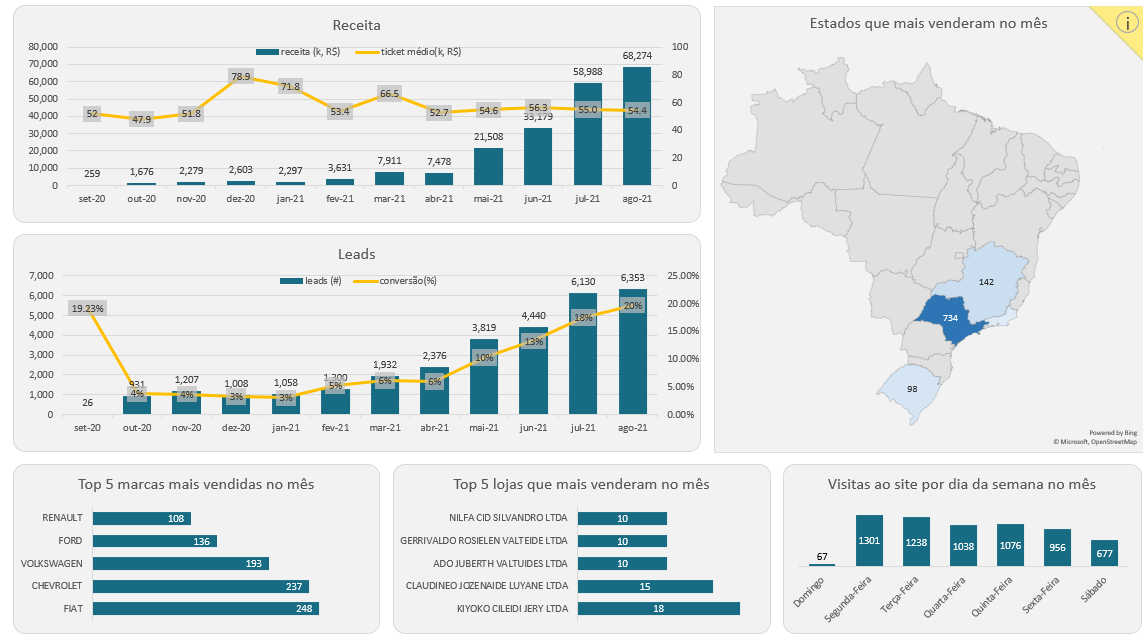 Receita
receita (k, R$) ticket médio(k, R$)
80,000
70,000
60,000
50,000
40,000
30,000
20,000
10,000
0
100
80
60
40
20
0
52 47.9 51.8 78.9 71.8 53.4 66.5 52.7 54.6 56.3 55.0 54.4
259 1,676 2,279 2,603 2,297 3,631 7,911 7,478 21,508 33,179 58,988 68,274
set-20 out-20 nov-20 dez-20 jan-21 fev-21 mar-21 abr-21 mai-21 jun-21 jul-21 ago-21
Leads
leads (#) conversão(%)
7,000
6,000
5,000
4,000
3,000
2,000
1,000
0
25.00%
20.00%
15.00%
10.00%
5.00%
0.00%
19.23% 4% 4% 3% 3% 5% 6% 6% 10% 13% 18% 20%
26 931 1,207 1,008 1,058 1,300 1,932 2,376 3,819 4,440 6,130 6,353
set-20 out-20 nov-20 dez-20 jan-21 fev-21 mar-21 abr-21 mai-21 jun-21 jul-21 ago-21
Estados que mais venderam no mês
i
142
734
98
Powered by Bing
© Microsoft, OpenStreetMap
Top 5 marcas mais vendidas no mês
RENAULT 108
FORD 136
VOLKSWAGEN 193
CHEVROLET 237
FIAT 248
Top 5 lojas que mais venderam no mês
NILFA CID SILVANDRO LTDA 10
GERRIVALDO ROSIELEN VALTEIDE LTDA 10
ADO JUBERTH VALTUIDES LTDA 10
CLAUDINEO JOZENAIDE LUYANE LTDA 15
KIYOKO CILEIDI JERY LTDA 18
Visitas ao site por dia da semana no mês
67 1301 1238 1038 1076 956 677
Domingo Segunda-Feira Terça-Feira Quarta-Feira Quinta-Feira Sexta-Feira Sábado